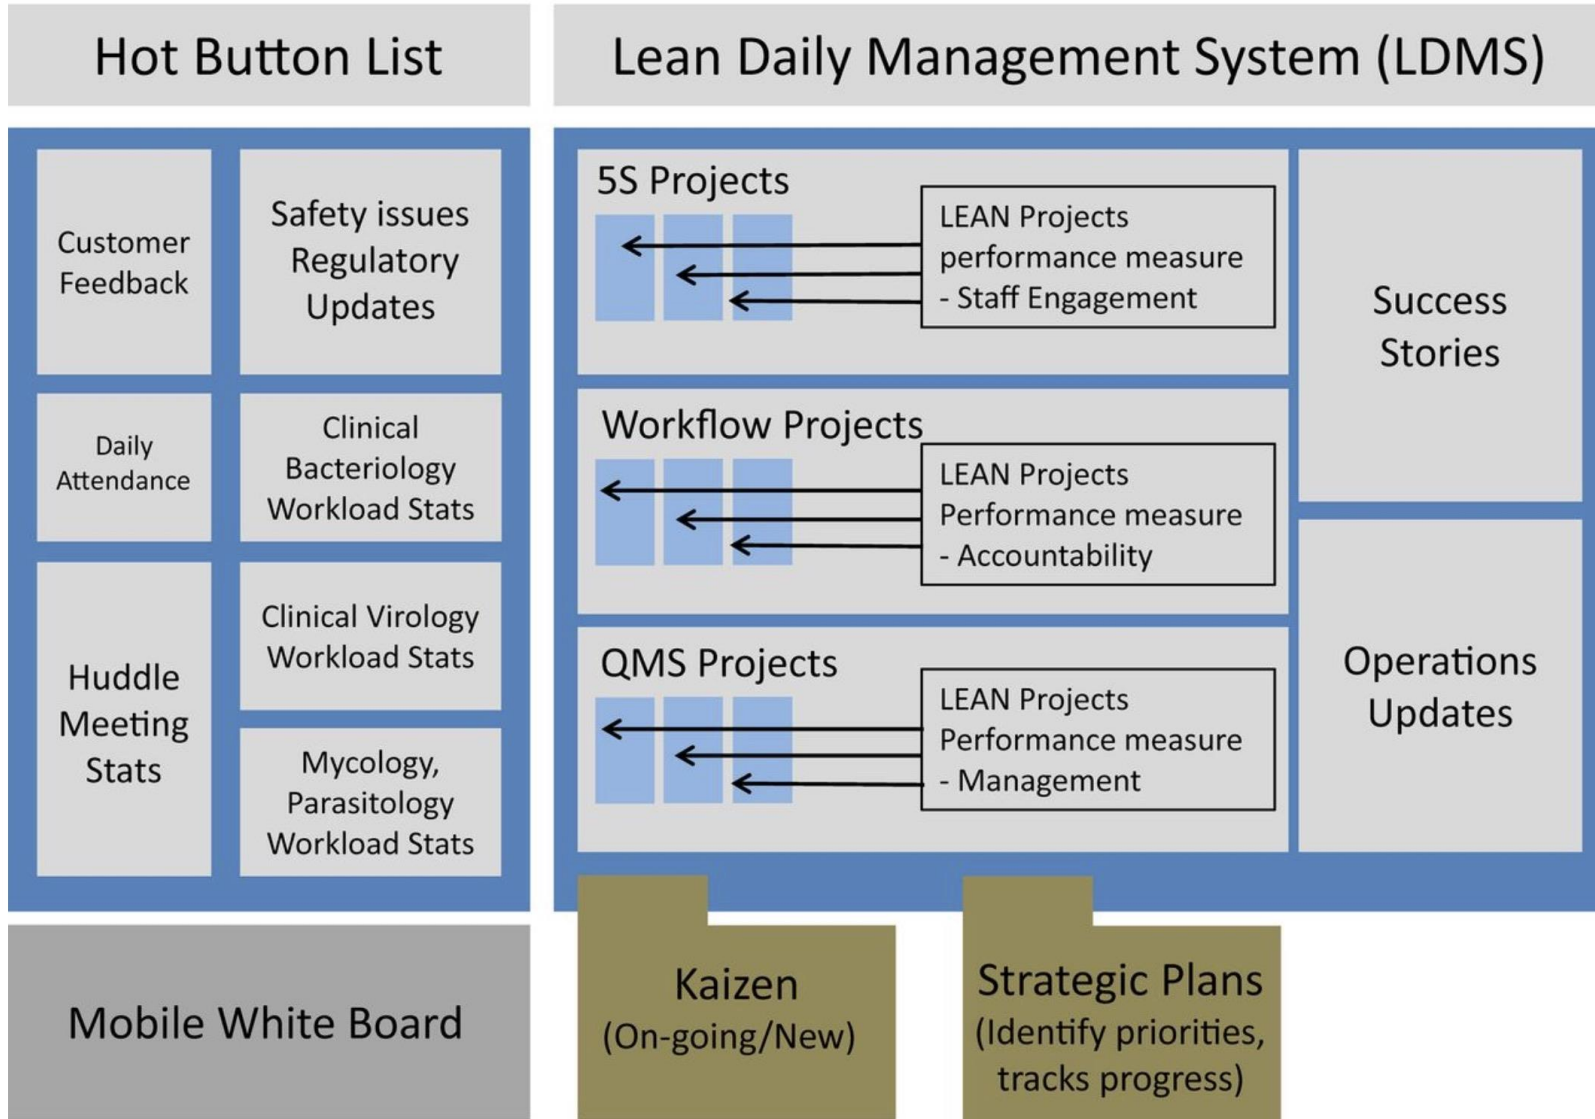 Hot Button List
Customer
Feedback
Safety issues
Regulatory
Updates
Daily
Attendance
Clinical
Bacteriology
Workload Stats
Huddle
Meeting
Stats
Clinical Virology
Workload Stats
Mycology,
Parasitology
Workload Stats
Mobile White Board
Lean Daily Management System (LDMS)
5S Projects
LEAN Projects
performance measure
- Staff Engagement
Workflow Projects
LEAN Projects
Performance measure
- Accountability
QMS Projects
LEAN Projects
Performance measure
- Management
Success
Stories
Operations
Updates
Kaizen
(On-going/New)
Strategic Plans
(Identify priorities,
tracks progress)